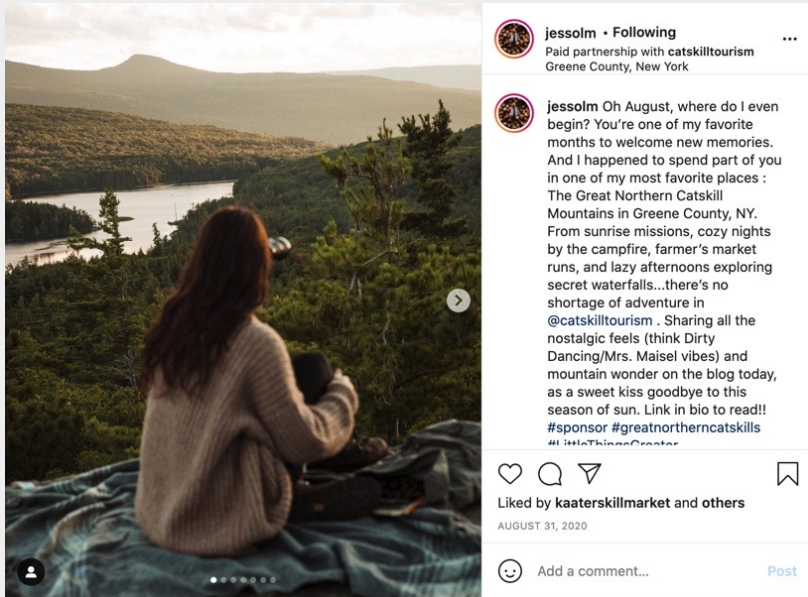 jessolm • Following
Paid partnership with catskilltourism
Greene County, New York
jessolm Oh August, where do I even
begin? You’re one of my favorite
months to welcome new memories.
And I happened to spend part of you
in one of my most favorite places :
The Great Northern Catskill
Mountains in Greene County, NY.
From sunrise missions, cozy nights
by the campfire, farmer’s market
runs, and lazy afternoons exploring
secret waterfalls...there’s no
shortage of adventure in
@catskilltourism . Sharing all the
nostalgic feels (think Dirty
Dancing/Mrs. Maisel vibes) and
mountain wonder on the blog today,
as a sweet kiss goodbye to this
season of sun. Link in bio to read!!
#sponsor #greatnortherncatskills
#LittleThingsGreater
Liked by kaaterskillmarket and others
AUGUST 31, 2020
Add a comment...
Post